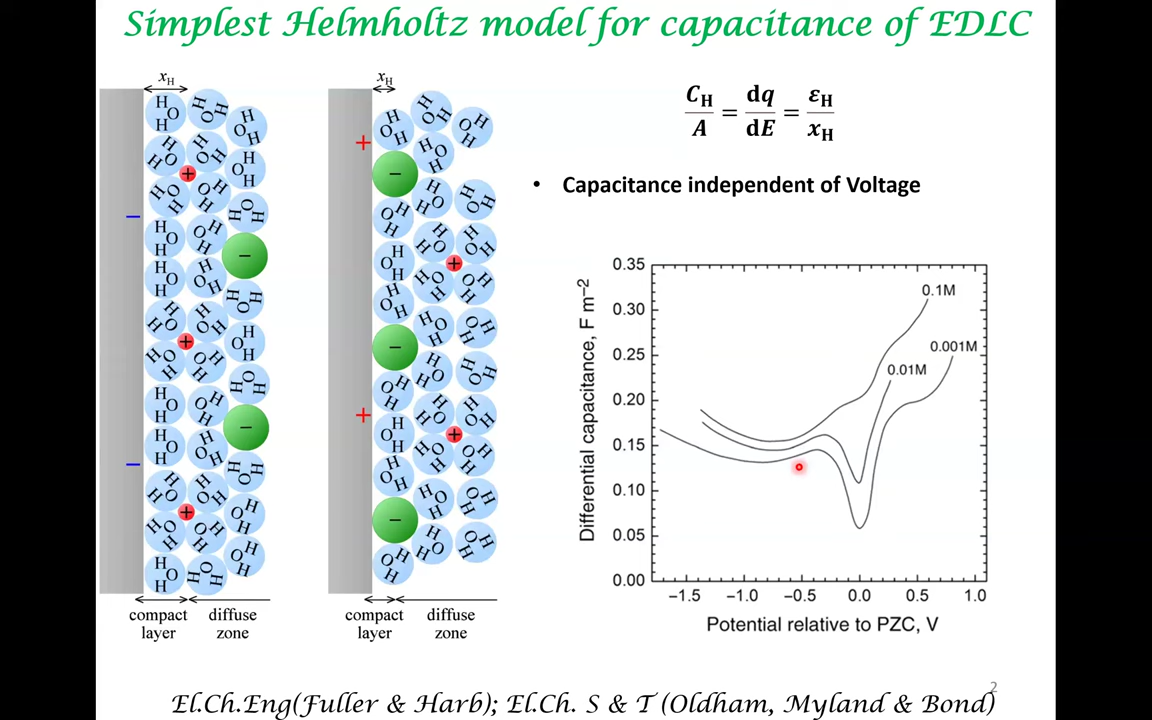 Simplest Helmholtz model for capacitance of EDLC
x_H
x_H
C_H/A = dq/dE = ε_H/x_H
• Capacitance independent of Voltage
compact layer
diffuse zone
compact layer
diffuse zone
Differential capacitance, F m⁻²
0.35
0.30
0.25
0.20
0.15
0.10
0.05
0.00
0.1M
0.001M
0.01M
−1.5 −1.0 −0.5 0.0 0.5 1.0
Potential relative to PZC, V
2
El.Ch.Eng(Fuller & Harb); El.Ch. S & T (Oldham, Myland & Bond)